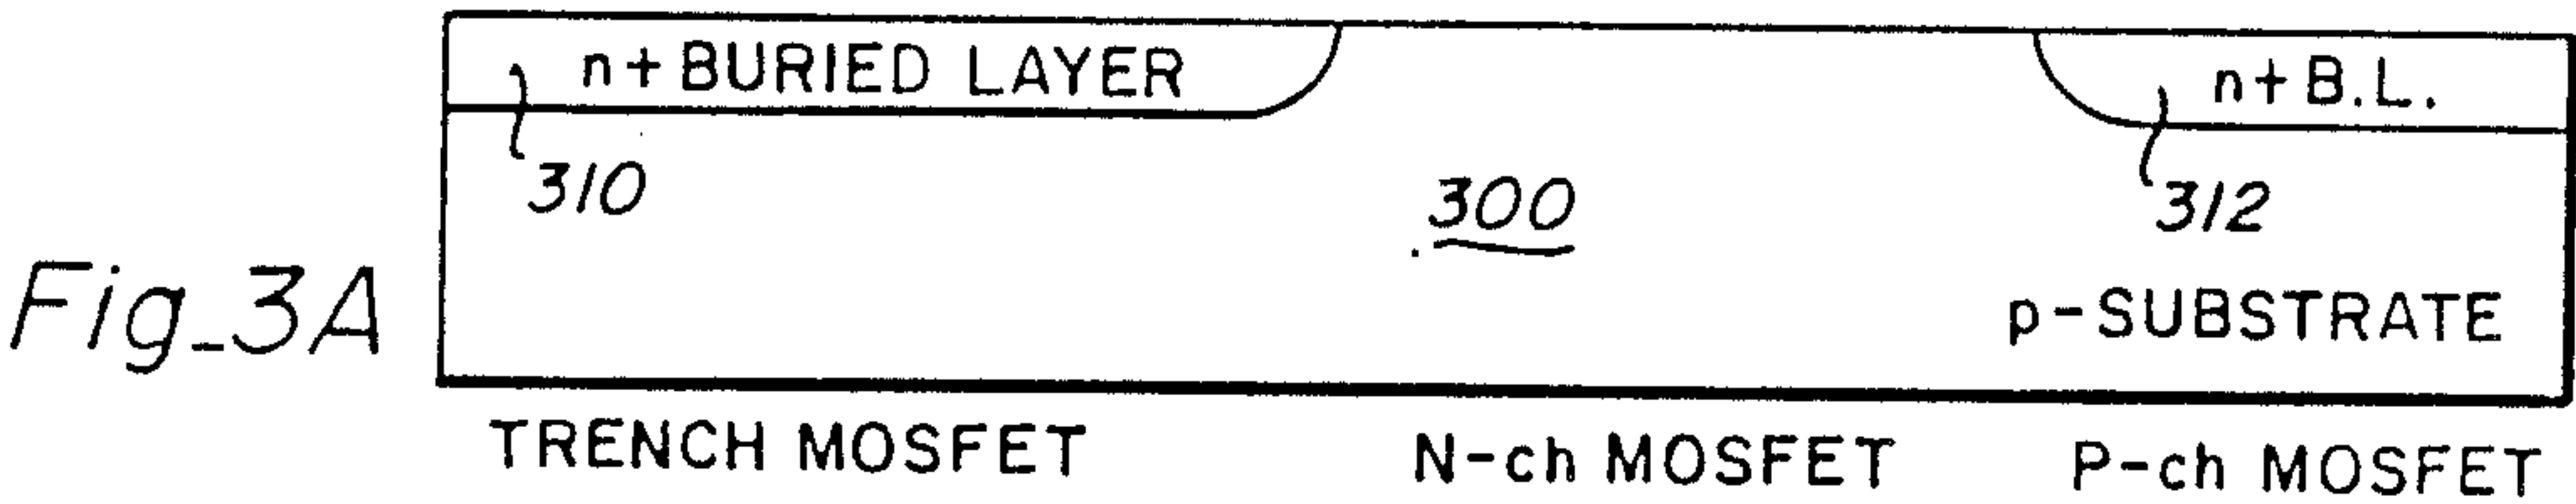 n+ BURIED LAYER
n+ B.L.
310
300
312
p-SUBSTRATE
Fig_3A
TRENCH MOSFET
N-ch MOSFET
P-ch MOSFET